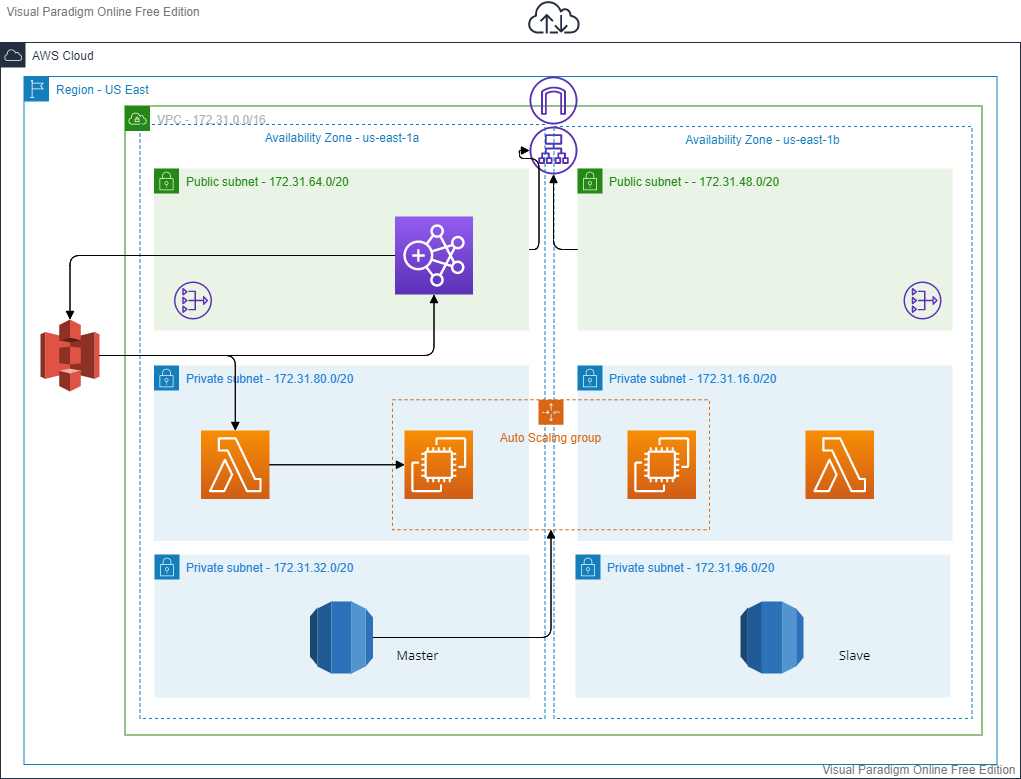 Visual Paradigm Online Free Edition
AWS Cloud
Region - US East
VPC - 172.31.0.0/16
Availability Zone - us-east-1a
Availability Zone - us-east-1b
Public subnet - 172.31.64.0/20
Public subnet - - 172.31.48.0/20
Private subnet - 172.31.80.0/20
Private subnet - 172.31.16.0/20
Auto Scaling group
Private subnet - 172.31.32.0/20
Private subnet - 172.31.96.0/20
Master
Slave
Visual Paradigm Online Free Edition